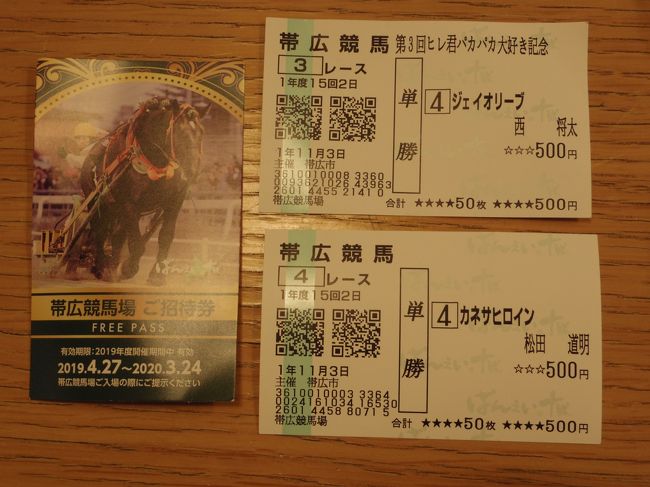 ばんえい十勝
帯広競馬場 ご招待券
FREE PASS
有効期限:2019年度開催期間中 有効
2019.4.27～2020.3.24
帯広競馬場ご入場の際にご提示ください
帯広競馬 第3回ヒレ君パカパカ大好き記念
3 レース
1年度15回2日
単勝
4 ジェイオリーブ
西 将太
☆☆☆500円
1年11月3日
主催 帯広市
3610010008 3360
0093621026 43963
2601 4455 2141 0
帯広競馬場
合計 ★★★★50枚 ★★★★500円
帯広競馬
4 レース
1年度15回2日
単勝
4 カネサヒロイン
松田 道明
☆☆☆500円
1年11月3日
主催 帯広市
3610010003 3364
0024161034 16530
2601 4458 8071 5
帯広競馬場
合計 ★★★★50枚 ★★★★500円